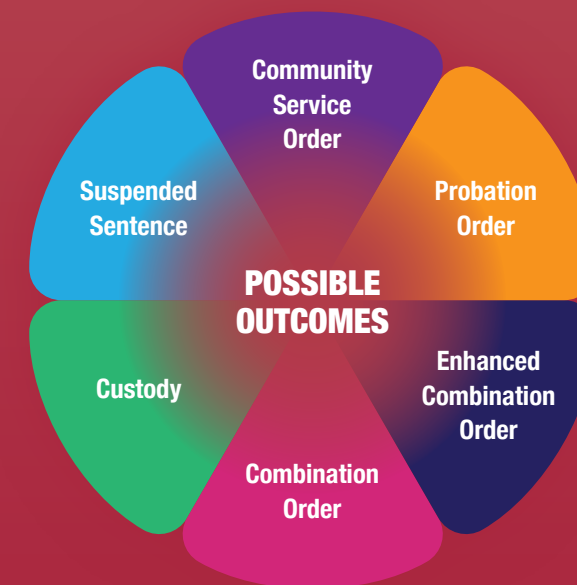 Community
Service
Order
Suspended
Sentence
Probation
Order
POSSIBLE
OUTCOMES
Custody
Enhanced
Combination
Order
Combination
Order